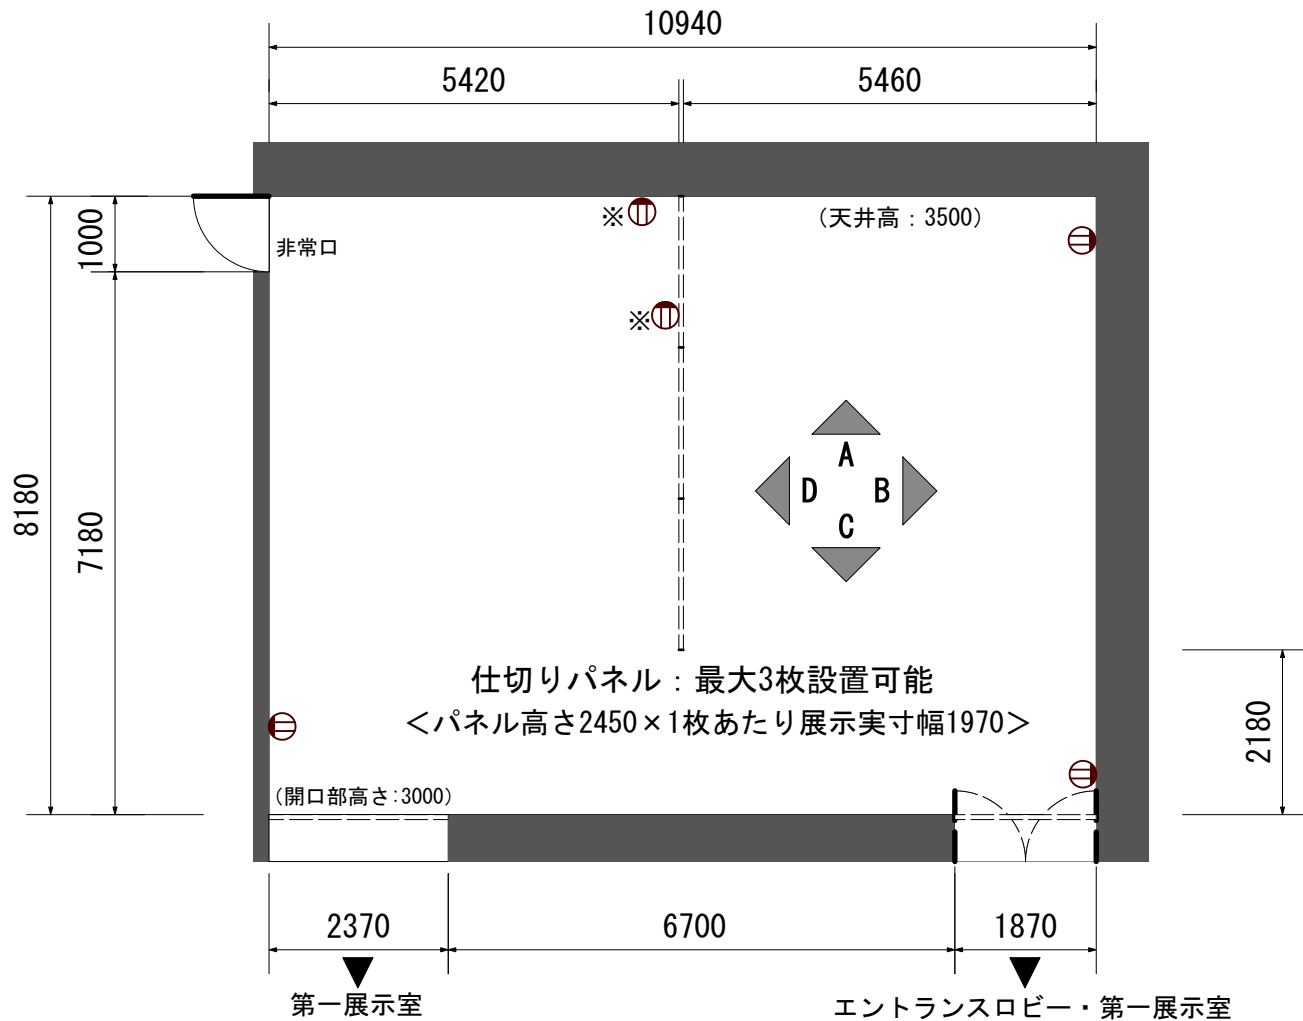 10940
5420
5460
※
(天井高：3500)
1000
非常口
※
A
D
B
C
8180
7180
仕切りパネル：最大3枚設置可能
＜パネル高さ2450×1枚あたり展示実寸幅1970＞
2180
(開口部高さ:3000)
2370
6700
1870
第一展示室
エントランスロビー・第一展示室